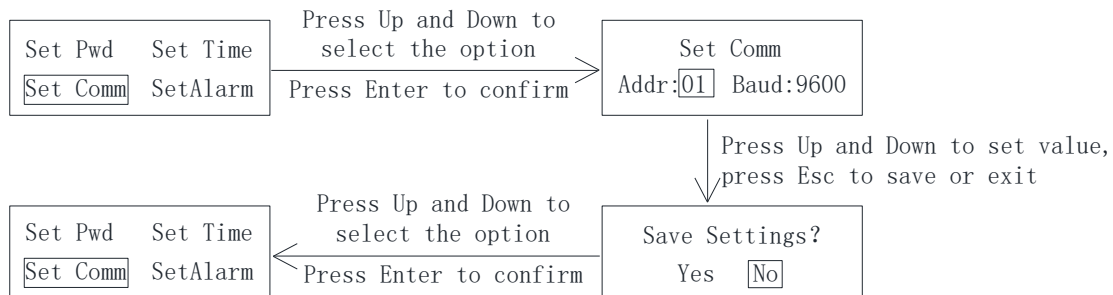 Set Pwd Set Time
Set Comm SetAlarm
Press Up and Down to
select the option
Press Enter to confirm
Set Comm
Addr:01 Baud:9600
Press Up and Down to set value,
press Esc to save or exit
Save Settings?
Yes No
Press Up and Down to
select the option
Press Enter to confirm
Set Pwd Set Time
Set Comm SetAlarm